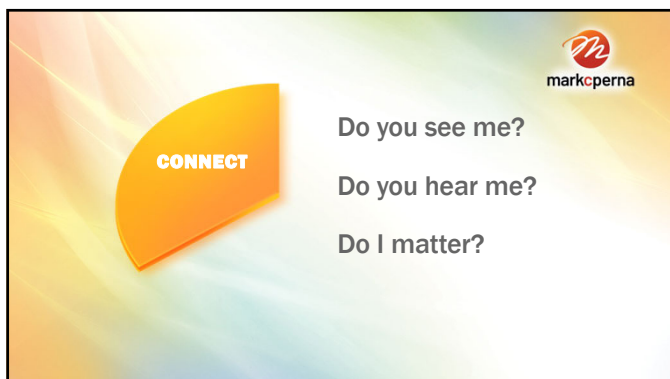 markcperna
CONNECT
Do you see me?
Do you hear me?
Do I matter?